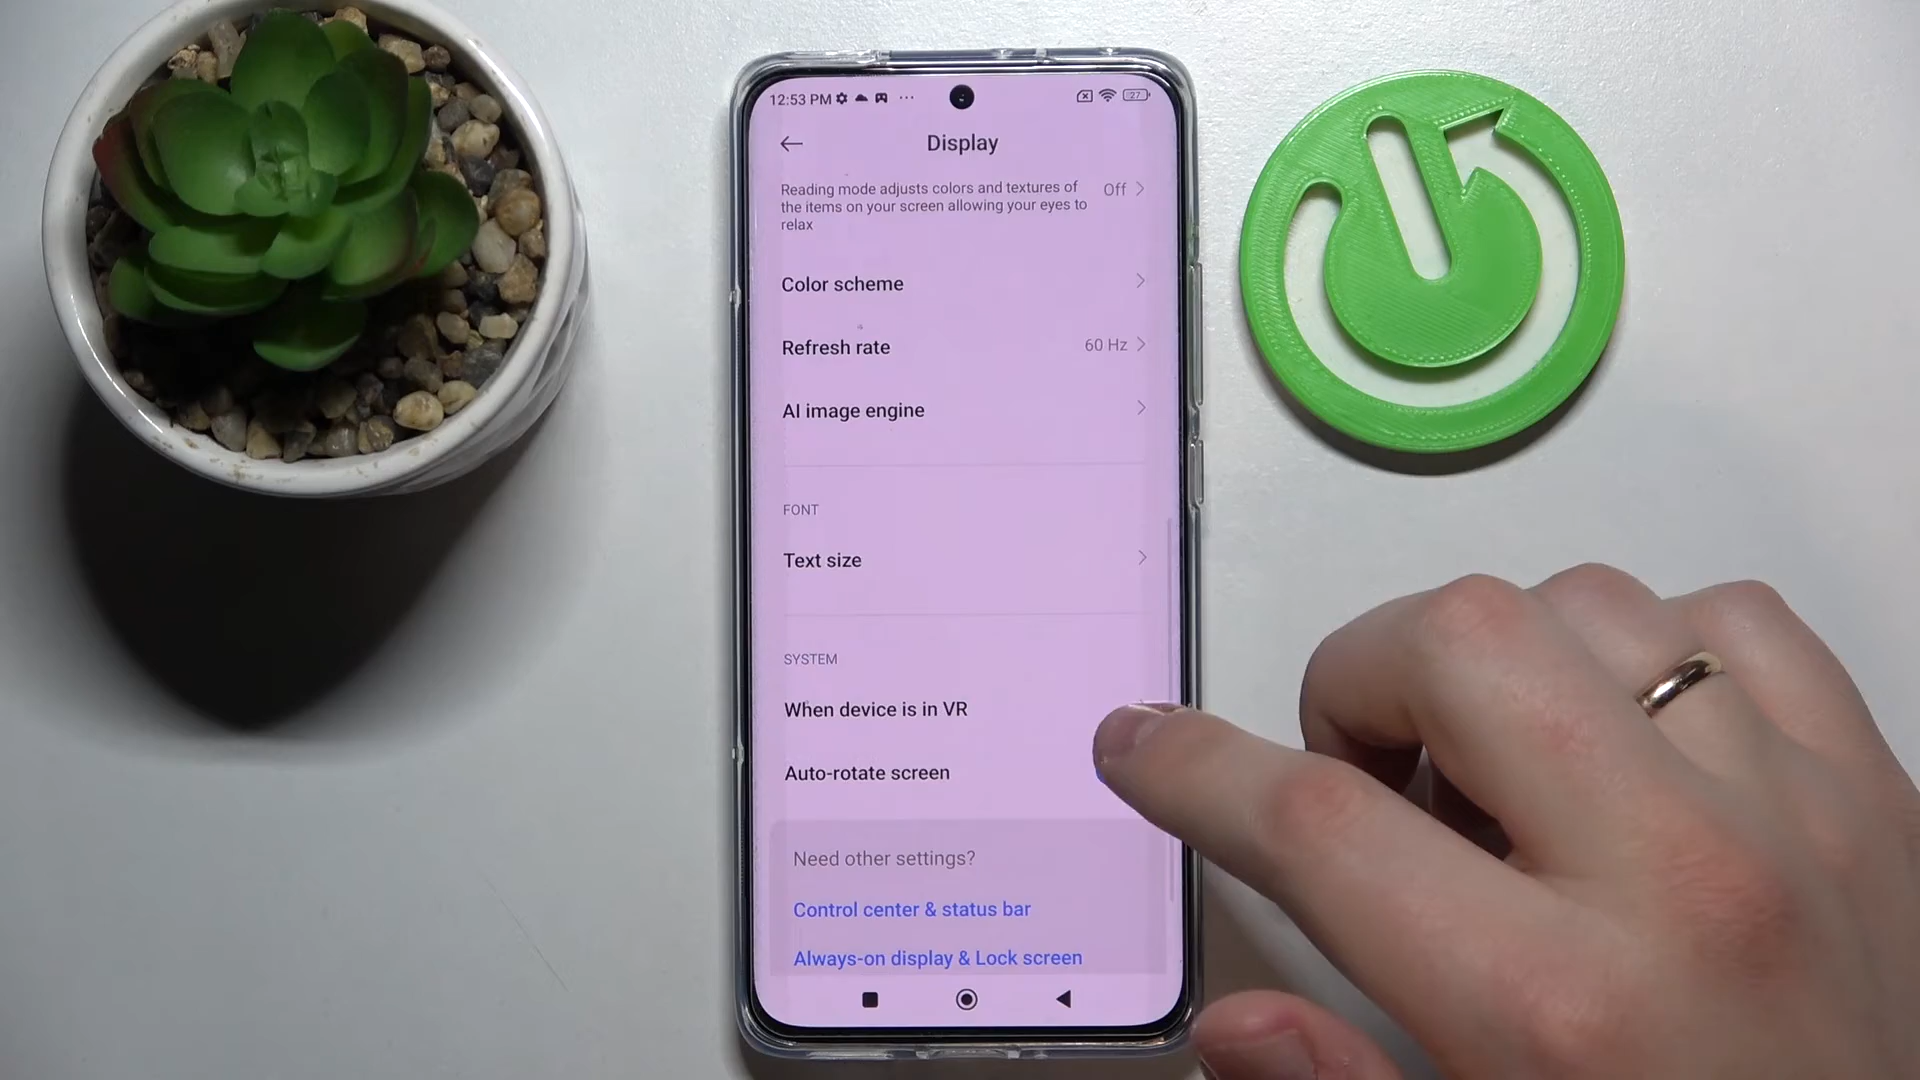 12:53 PM
27
Display
Reading mode adjusts colors and textures of
the items on your screen allowing your eyes to
relax
Off
Color scheme
Refresh rate
60 Hz
AI image engine
FONT
Text size
SYSTEM
When device is in VR
Auto-rotate screen
Need other settings?
Control center & status bar
Always-on display & Lock screen